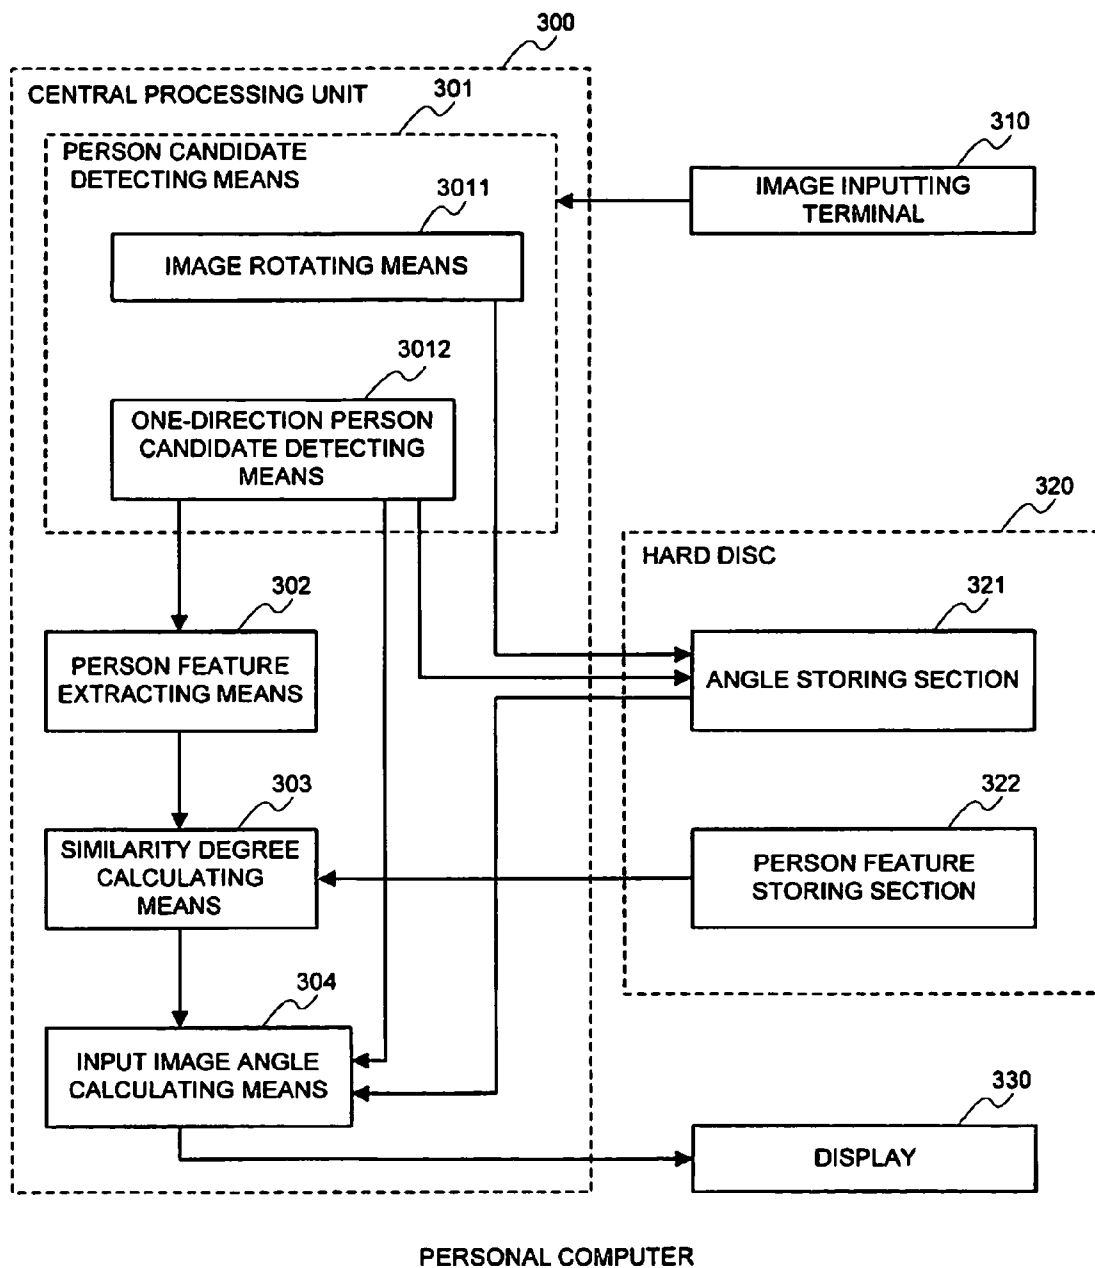 300
CENTRAL PROCESSING UNIT
301
PERSON CANDIDATE
DETECTING MEANS
310
IMAGE INPUTTING
TERMINAL
3011
IMAGE ROTATING MEANS
3012
ONE-DIRECTION PERSON
CANDIDATE DETECTING
MEANS
320
HARD DISC
302
PERSON FEATURE
EXTRACTING MEANS
321
ANGLE STORING SECTION
303
SIMILARITY DEGREE
CALCULATING
MEANS
322
PERSON FEATURE
STORING SECTION
304
INPUT IMAGE ANGLE
CALCULATING MEANS
330
DISPLAY
PERSONAL COMPUTER